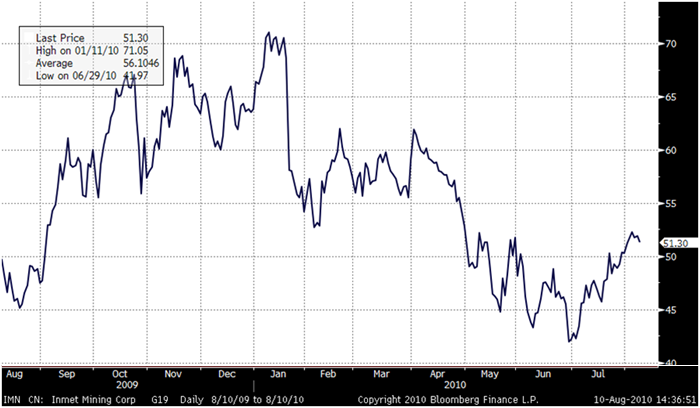 Last Price 51.30
High on 01/11/10 71.05
Average 56.1046
Low on 06/29/10 41.97
70
65
60
55
51.30
50
45
40
Aug Sep Oct Nov Dec Jan Feb Mar Apr May Jun Jul
2009 2010
IMN CN: Inmet Mining Corp G19 Daily 8/10/09 to 8/10/10 Copyright 2010 Bloomberg Finance L.P. 10-Aug-2010 14:36:51